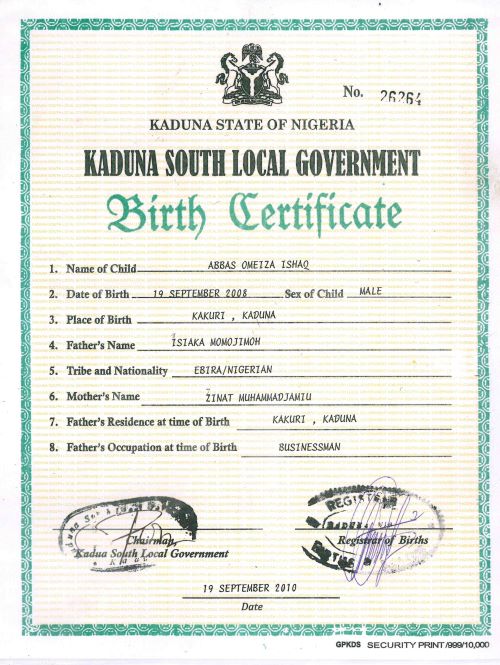 No. 26264
KADUNA STATE OF NIGERIA
KADUNA SOUTH LOCAL GOVERNMENT
Birth Certificate
1. Name of Child ABBAS OMEIZA ISHAQ
2. Date of Birth 19 SEPTEMBER 2008 Sex of Child MALE
3. Place of Birth KAKURI , KADUNA
4. Father's Name ISIAKA MOMOJIMOH
5. Tribe and Nationality EBIRA/NIGERIAN
6. Mother's Name ZINAT MUHAMMADJAMIU
7. Father's Residence at time of Birth KAKURI , KADUNA
8. Father's Occupation at time of Birth BUSINESSMAN
REGISTRAR
BIRTHS
Chairman, Registrar of Births
Kadua South Local Government
19 SEPTEMBER 2010
Date
GPKDS SECURITY PRINT/999/10,000